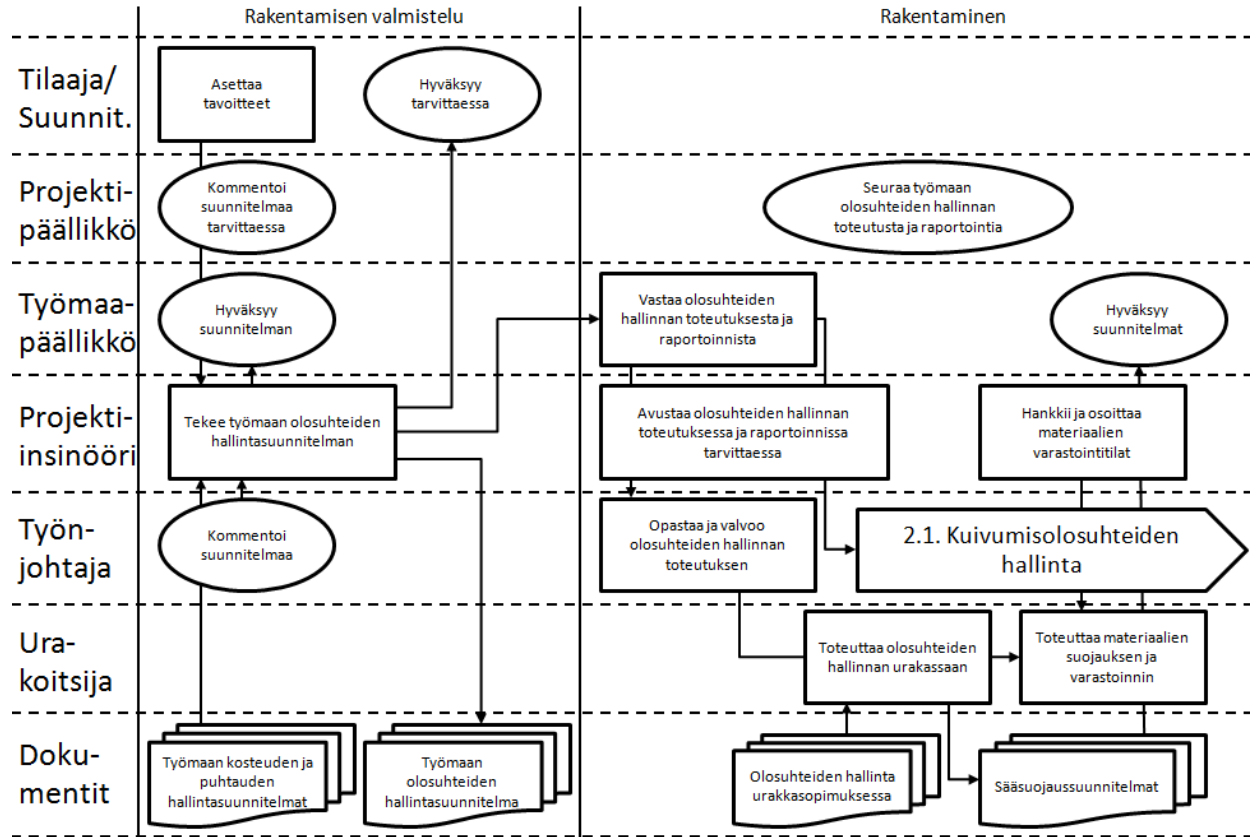 Rakentamisen valmistelu
Rakentaminen
Tilaaja/
Suunnit.
Asettaa
tavoitteet
Hyväksyy
tarvittaessa
Projekti-
päällikkö
Kommentoi
suunnitelmaa
tarvittaessa
Seuraa työmaan
olosuhteiden hallinnan
toteutusta ja raportointia
Työmaa-
päällikkö
Hyväksyy
suunnitelman
Vastaa olosuhteiden
hallinnan toteutuksesta ja
raportoinnista
Hyväksyy
suunnitelmat
Projekti-
insinööri
Tekee työmaan olosuhteiden
hallintasuunnitelman
Avustaa olosuhteiden hallinnan
toteutuksessa ja raportoinnissa
tarvittaessa
Hankkii ja osoittaa
materiaalien
varastointitilat
Työn-
johtaja
Kommentoi
suunnitelmaa
Opastaa ja valvoo
olosuhteiden hallinnan
toteutuksen
2.1. Kuivumisolosuhteiden
hallinta
Ura-
koitsija
Toteuttaa olosuhteiden
hallinnan urakassaan
Toteuttaa materiaalien
suojauksen ja
varastoinnin
Doku-
mentit
Työmaan kosteuden ja
puhtauden
hallintasuunnitelmat
Työmaan
olosuhteiden
hallintasuunnitelma
Olosuhteiden hallinta
urakkasopimuksessa
Sääsuojaussuunnitelmat